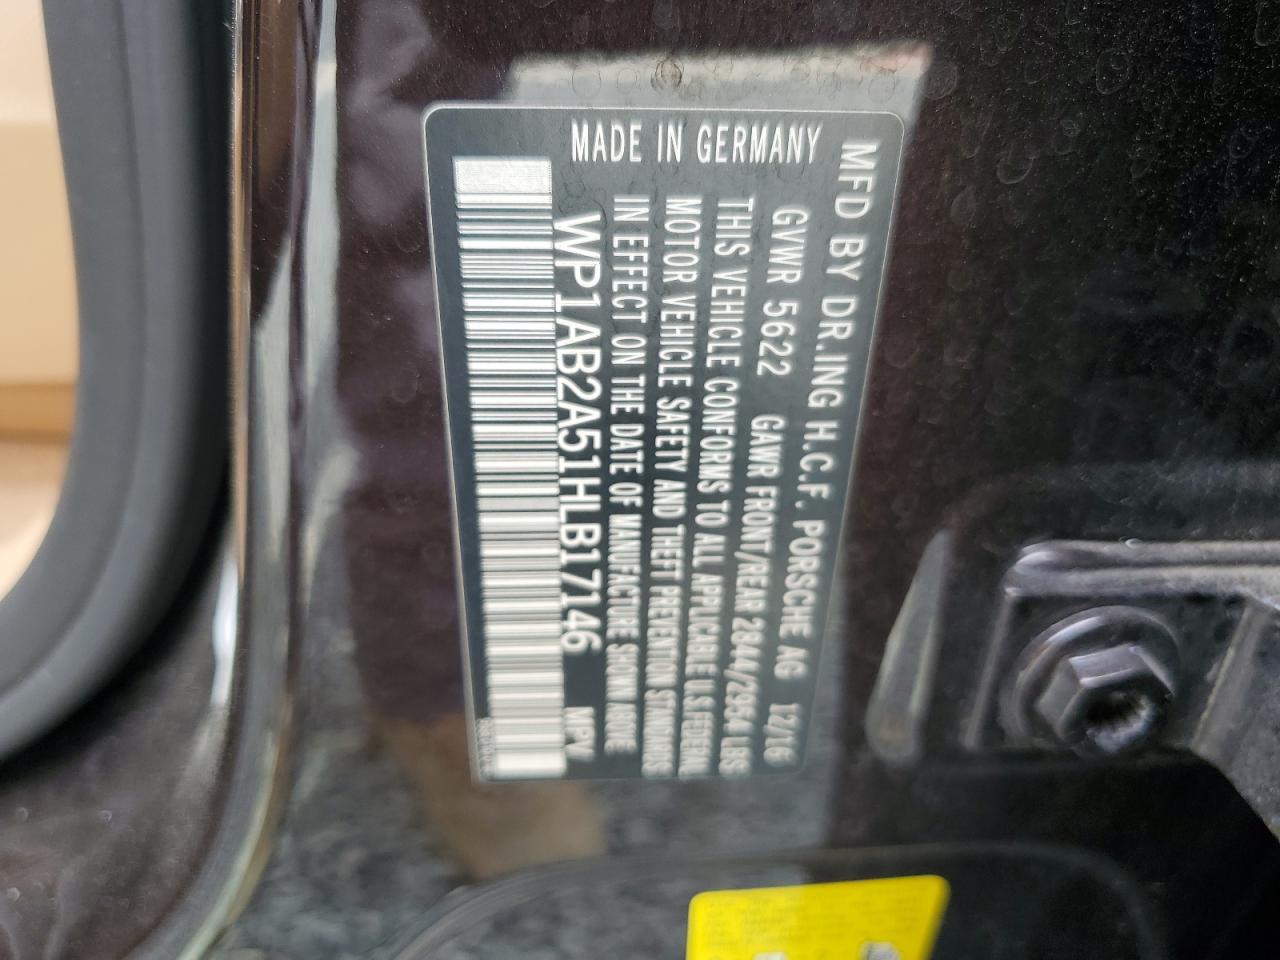 MFD BY DR.ING H.C.F. PORSCHE AG 12/16
GVWR 5622 GAWR FRONT/REAR 2844/2954 LBS
THIS VEHICLE CONFORMS TO ALL APPLICABLE U.S. FEDERAL
MOTOR VEHICLE SAFETY AND THEFT PREVENTION STANDARDS
IN EFFECT ON THE DATE OF MANUFACTURE SHOWN ABOVE
WP1AB2A51HLB17146 MPV
MADE IN GERMANY